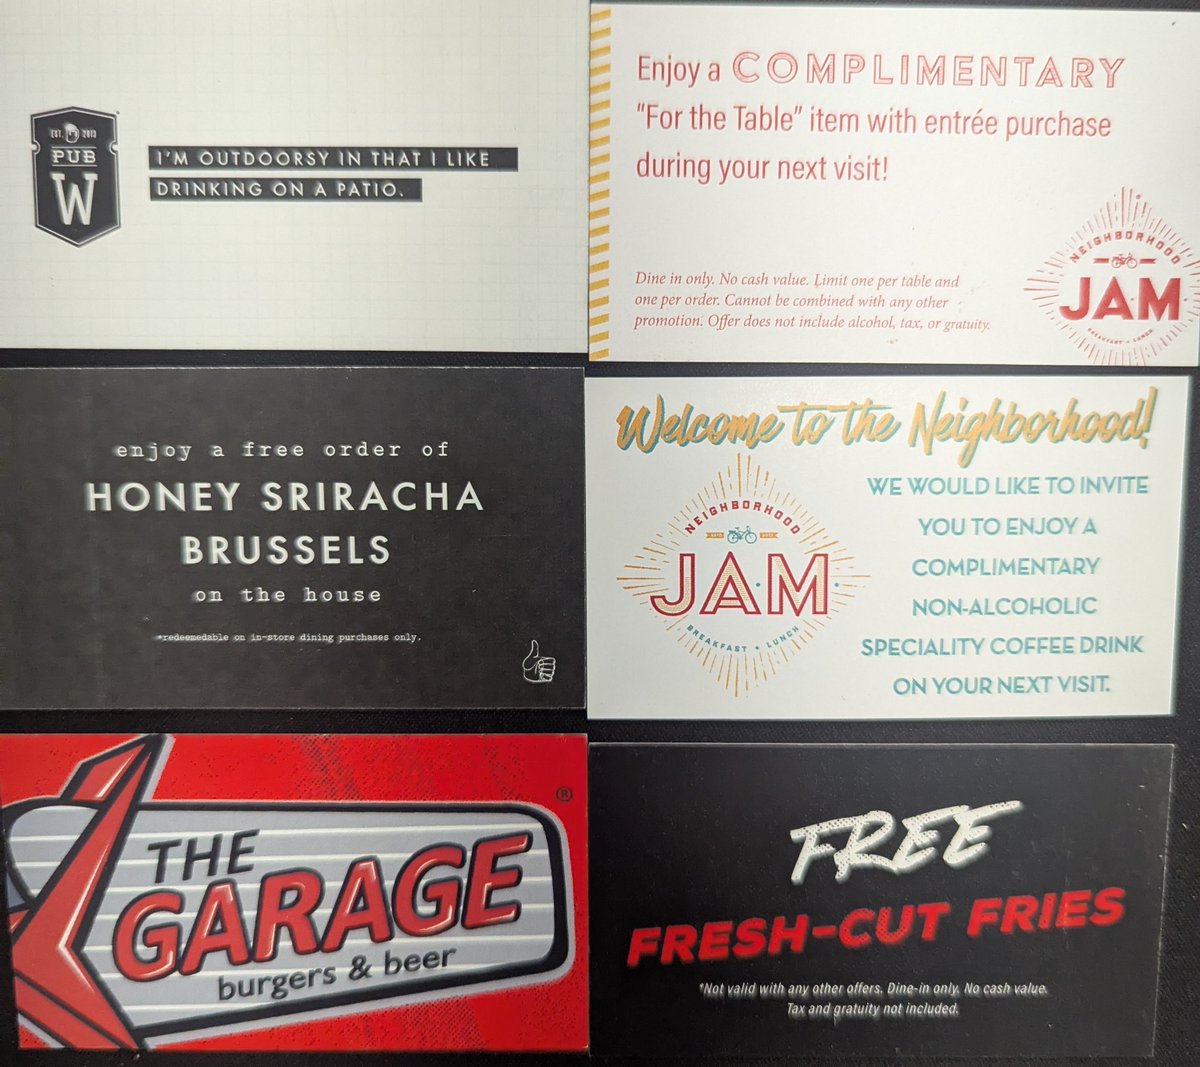 EST. 2013
PUB
W
I'M OUTDOORSY IN THAT I LIKE
DRINKING ON A PATIO.
Enjoy a COMPLIMENTARY
"For the Table" item with entrée purchase
during your next visit!
Dine in only. No cash value. Limit one per table and
one per order. Cannot be combined with any other
promotion. Offer does not include alcohol, tax, or gratuity.
NEIGHBORHOOD
JAM
BREAKFAST • LUNCH
enjoy a free order of
HONEY SRIRACHA
BRUSSELS
on the house
*redeemedable on in-store dining purchases only.
Welcome to the Neighborhood!
NEIGHBORHOOD
J·A·M·
BREAKFAST • LUNCH
WE WOULD LIKE TO INVITE
YOU TO ENJOY A
COMPLIMENTARY
NON-ALCOHOLIC
SPECIALITY COFFEE DRINK
ON YOUR NEXT VISIT.
THE
GARAGE
burgers & beer
®
FREE
FRESH-CUT FRIES
*Not valid with any other offers. Dine-in only. No cash value.
Tax and gratuity not included.